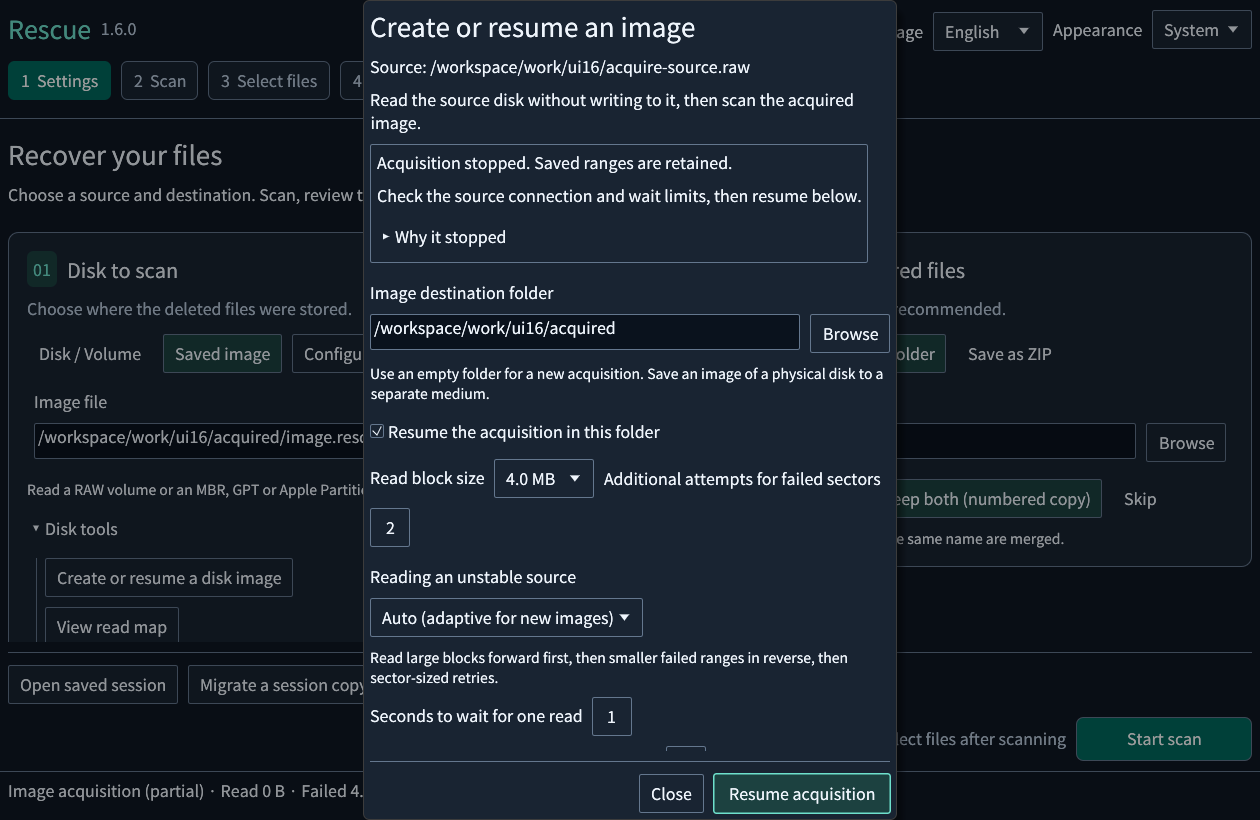 Rescue 1.6.0
age English Appearance System
1 Settings 2 Scan 3 Select files 4
Recover your files
Choose a source and destination. Scan, review
01 Disk to scan
Choose where the deleted files were stored.
Disk / Volume Saved image
Image file
/workspace/work/ui16/acquired/image.resc
Read a RAW volume or an MBR, GPT or Apple
Disk tools
Create or resume a disk image
View read map
Open saved session Migrate a session copy
Image acquisition (partial) · Read 0 B · Failed 4.
Create or resume an image
Source: /workspace/work/ui16/acquire-source.raw
Read the source disk without writing to it, then scan the acquired
image.
Acquisition stopped. Saved ranges are retained.
Check the source connection and wait limits, then resume below.
Why it stopped
Image destination folder
/workspace/work/ui16/acquired Browse
Use an empty folder for a new acquisition. Save an image of a physical disk to a
separate medium.
Resume the acquisition in this folder
Read block size 4.0 MB Additional attempts for failed sectors
2
Reading an unstable source
Auto (adaptive for new images)
Read large blocks forward first, then smaller failed ranges in reverse, then
sector-sized retries.
Seconds to wait for one read 1
Close Resume acquisition
files
recommended.
Save as ZIP
Browse
both (numbered copy) Skip
same name are merged.
files after scanning Start scan